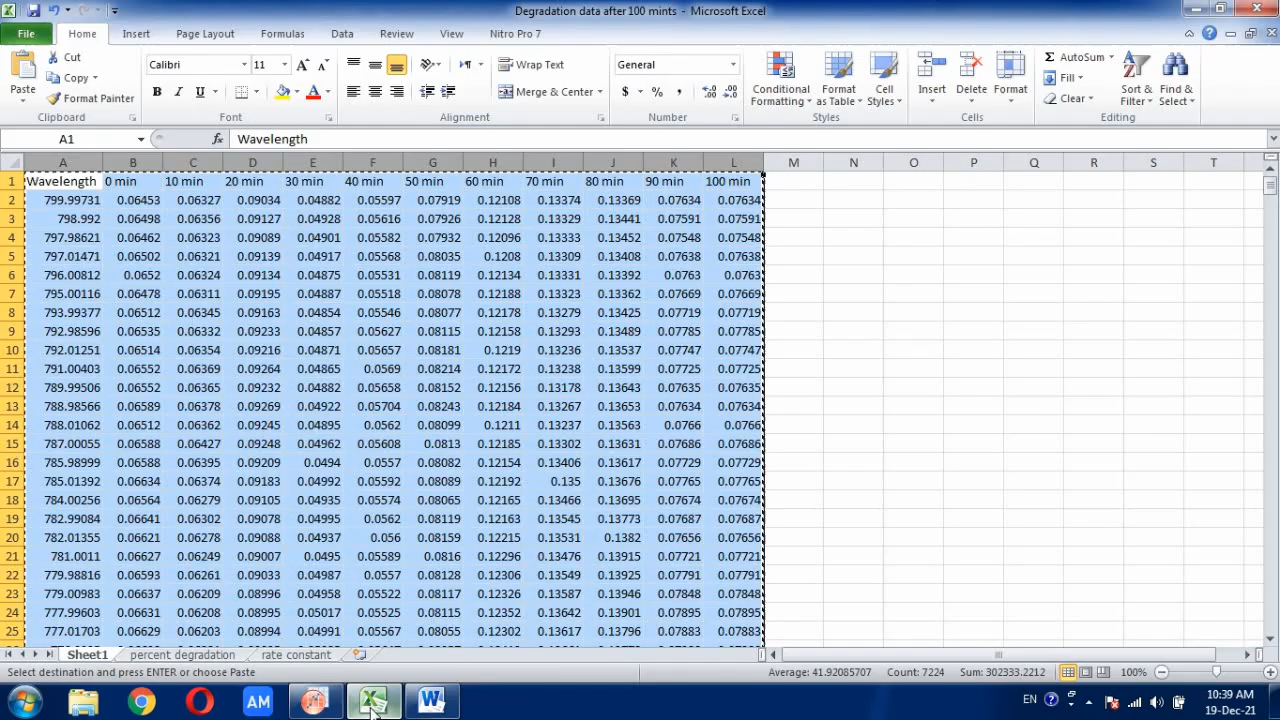 Degradation data after 100 mints - Microsoft Excel
File Home Insert Page Layout Formulas Data Review View Nitro Pro 7
Paste Cut Copy Format Painter Clipboard
Calibri 11 B I U A Font
Wrap Text Merge & Center Alignment
General $ % , Number
Conditional Formatting Format as Table Cell Styles Styles
Insert Delete Format Cells
Σ AutoSum Fill Clear Sort & Filter Find & Select Editing
A1 fx Wavelength
A B C D E F G H I J K L M N O P Q R S T
1 Wavelength 0 min 10 min 20 min 30 min 40 min 50 min 60 min 70 min 80 min 90 min 100 min
2 799.99731 0.06453 0.06327 0.09034 0.04882 0.05597 0.07919 0.12108 0.13374 0.13369 0.07634 0.07634
3 798.992 0.06498 0.06356 0.09127 0.04928 0.05616 0.07926 0.12128 0.13329 0.13441 0.07591 0.07591
4 797.98621 0.06462 0.06323 0.09089 0.04901 0.05582 0.07932 0.12096 0.13333 0.13452 0.07548 0.07548
5 797.01471 0.06502 0.06321 0.09139 0.04917 0.05568 0.08035 0.1208 0.13309 0.13408 0.07638 0.07638
6 796.00812 0.0652 0.06324 0.09134 0.04875 0.05531 0.08119 0.12134 0.13331 0.13392 0.0763 0.0763
7 795.00116 0.06478 0.06311 0.09195 0.04887 0.05518 0.08078 0.12188 0.13323 0.13362 0.07669 0.07669
8 793.99377 0.06512 0.06345 0.09163 0.04854 0.05546 0.08077 0.12178 0.13279 0.13425 0.07719 0.07719
9 792.98596 0.06535 0.06332 0.09233 0.04857 0.05627 0.08115 0.12158 0.13293 0.13489 0.07785 0.07785
10 792.01251 0.06514 0.06354 0.09216 0.04871 0.05657 0.08181 0.1219 0.13236 0.13537 0.07747 0.07747
11 791.00403 0.06552 0.06369 0.09264 0.04865 0.0569 0.08214 0.12172 0.13238 0.13599 0.07725 0.07725
12 789.99506 0.06552 0.06365 0.09232 0.04882 0.05658 0.08152 0.12156 0.13178 0.13643 0.07635 0.07635
13 788.98566 0.06589 0.06378 0.09269 0.04922 0.05704 0.08243 0.12184 0.13267 0.13653 0.07634 0.07634
14 788.01062 0.06512 0.06362 0.09245 0.04895 0.0562 0.08099 0.1211 0.13237 0.13563 0.0766 0.0766
15 787.00055 0.06588 0.06427 0.09248 0.04962 0.05608 0.0813 0.12185 0.13302 0.13631 0.07686 0.07686
16 785.98999 0.06588 0.06395 0.09209 0.0494 0.0557 0.08082 0.12154 0.13406 0.13617 0.07729 0.07729
17 785.01392 0.06634 0.06374 0.09183 0.04992 0.05592 0.08089 0.12192 0.135 0.13676 0.07765 0.07765
18 784.00256 0.06564 0.06279 0.09105 0.04935 0.05574 0.08065 0.12165 0.13466 0.13695 0.07674 0.07674
19 782.99084 0.06641 0.06302 0.09078 0.04995 0.0562 0.08119 0.12163 0.13545 0.13773 0.07687 0.07687
20 782.01355 0.06621 0.06278 0.09088 0.04937 0.056 0.08159 0.12215 0.13531 0.1382 0.07656 0.07656
21 781.0011 0.06627 0.06249 0.09007 0.0495 0.05589 0.0816 0.12296 0.13476 0.13915 0.07721 0.07721
22 779.98816 0.06593 0.06261 0.09033 0.04987 0.0557 0.08128 0.12306 0.13549 0.13925 0.07791 0.07791
23 779.00983 0.06637 0.06209 0.08996 0.04958 0.05522 0.08117 0.12326 0.13587 0.13946 0.07848 0.07848
24 777.99603 0.06631 0.06208 0.08995 0.05017 0.05525 0.08115 0.12352 0.13642 0.13901 0.07895 0.07895
25 777.01703 0.06629 0.06203 0.08994 0.04991 0.05567 0.08055 0.12302 0.13617 0.13796 0.07883 0.07883
Sheet1 percent degradation rate constant
Select destination and press ENTER or choose Paste Average: 41.92085707 Count: 7224 Sum: 302333.2212 100%
AM EN 10:39 AM
19-Dec-21